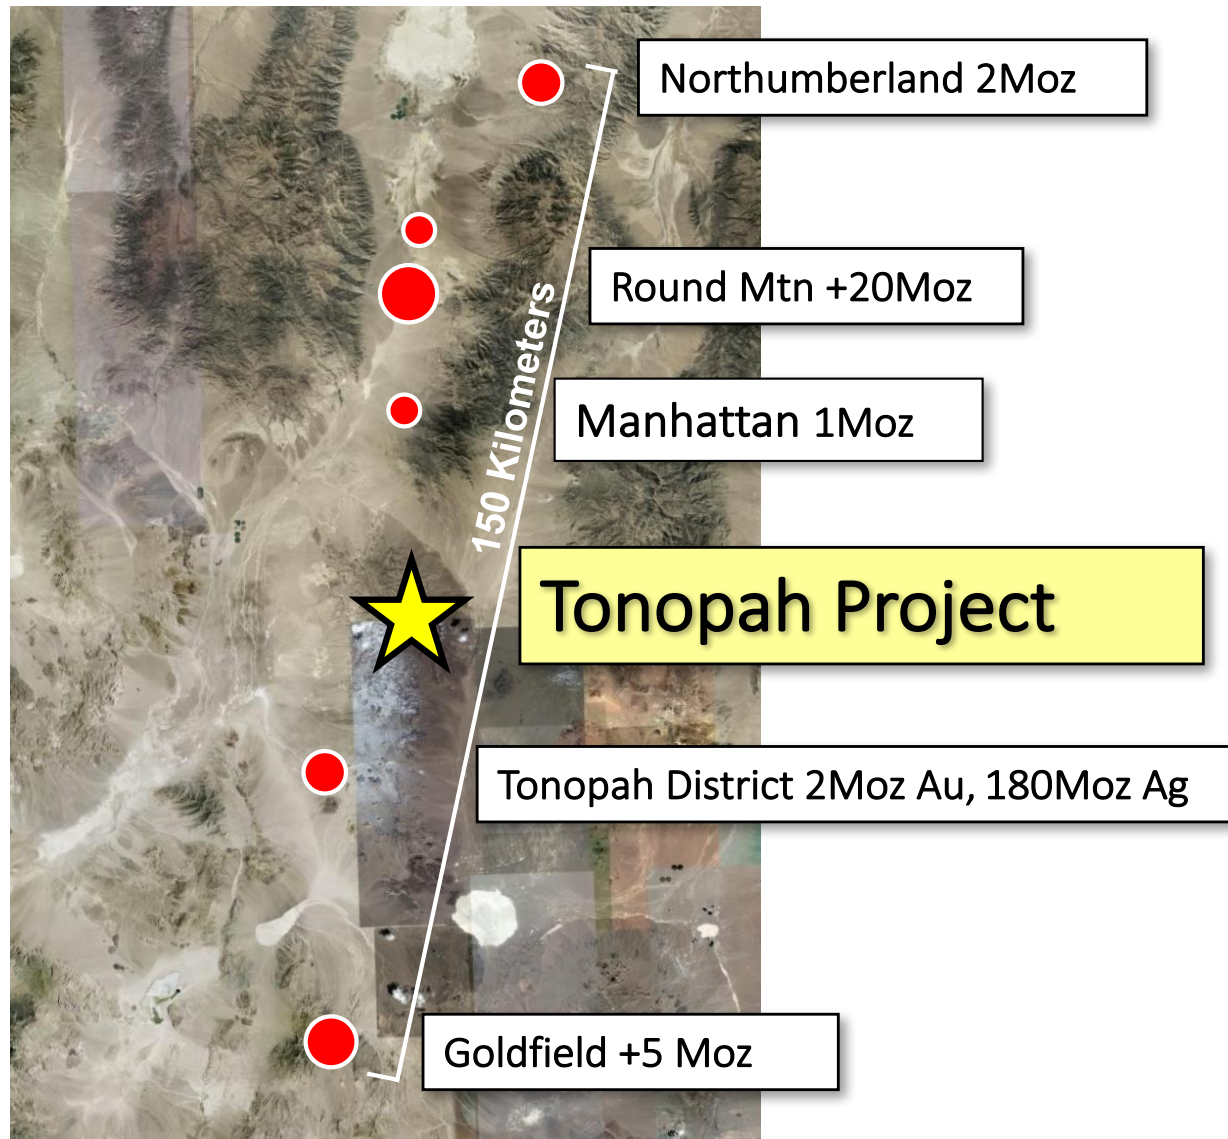 Northumberland 2Moz
Round Mtn +20Moz
150 Kilometers
Manhattan 1Moz
Tonopah Project
Tonopah District 2Moz Au, 180Moz Ag
Goldfield +5 Moz